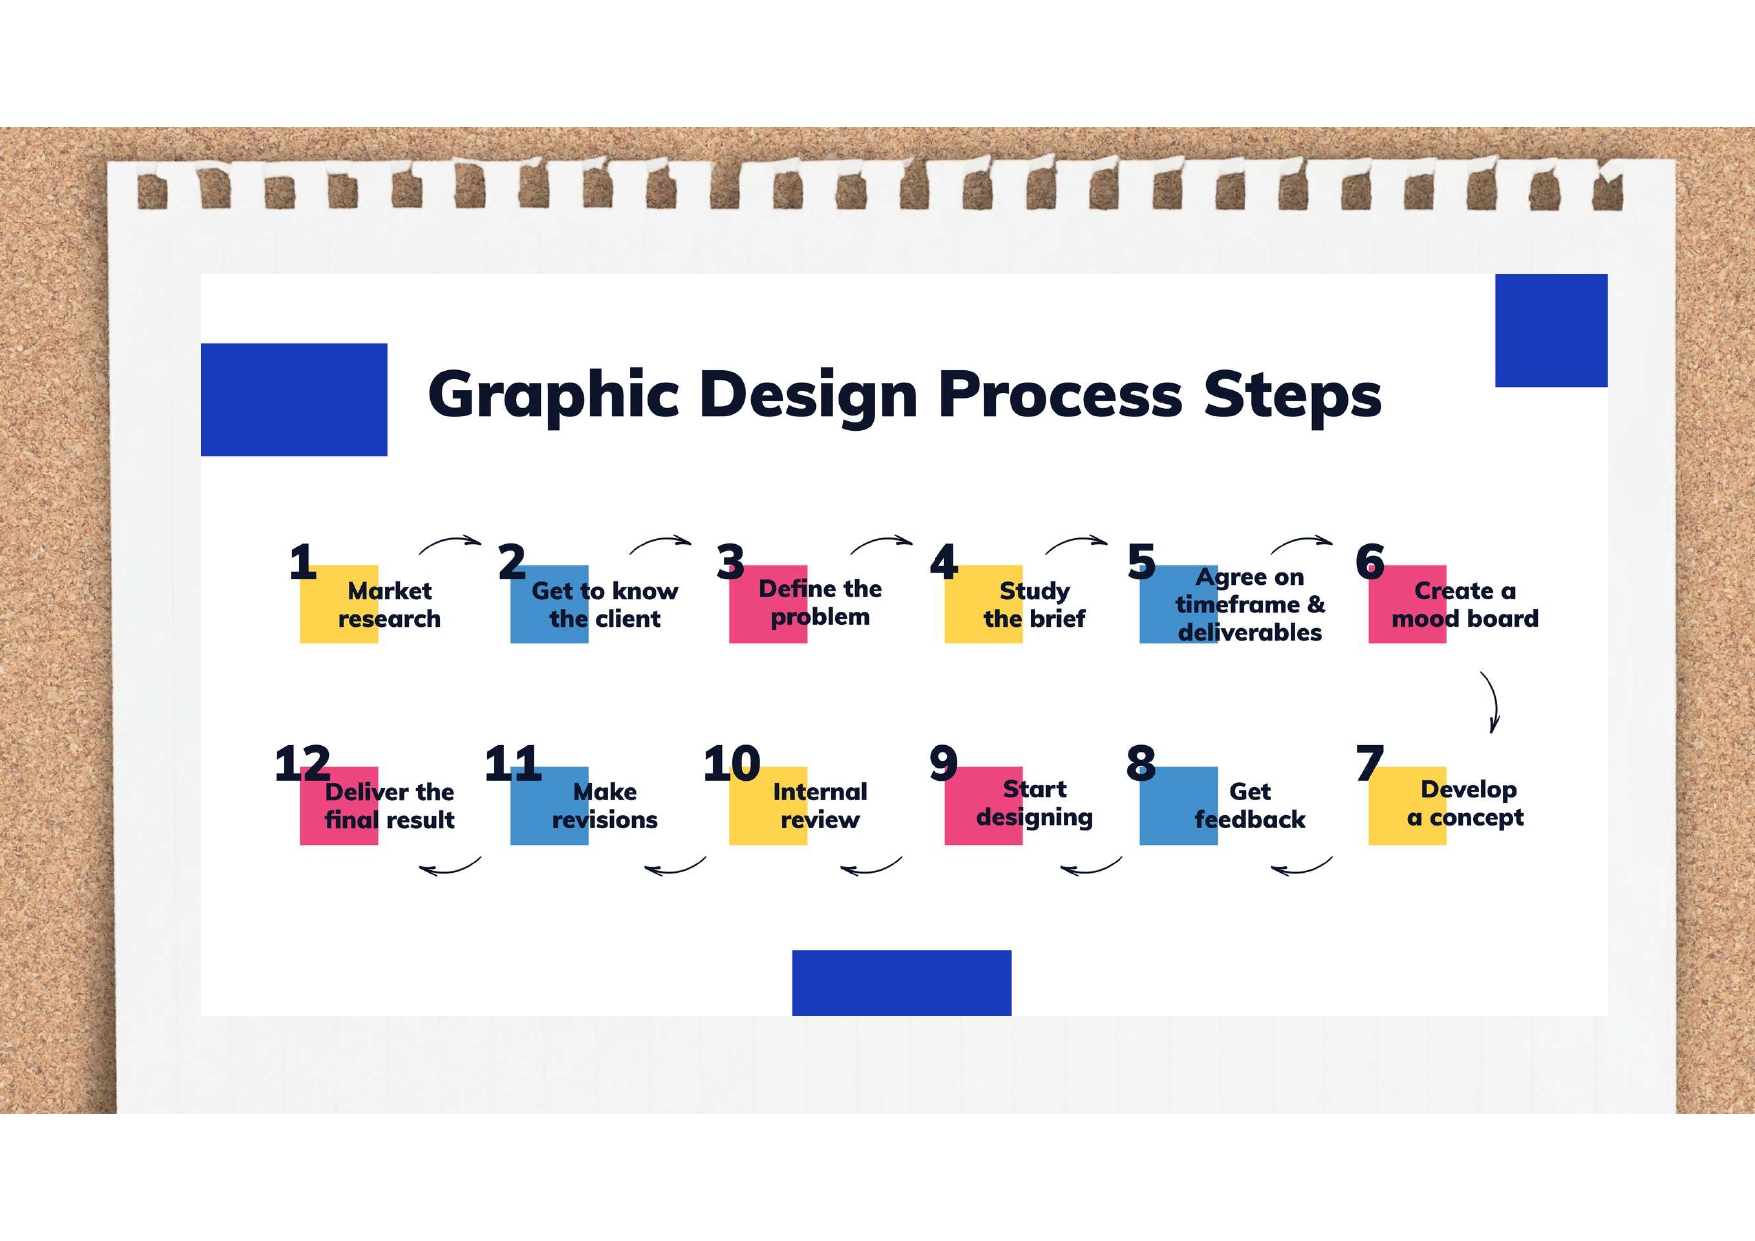 Graphic Design Process Steps
1
Market
research
2
Get to know
the client
3
Define the
problem
4
Study
the brief
5
Agree on
timeframe &
deliverables
6
Create a
mood board
7
Develop
a concept
8
Get
feedback
9
Start
designing
10
Internal
review
11
Make
revisions
12
Deliver the
final result